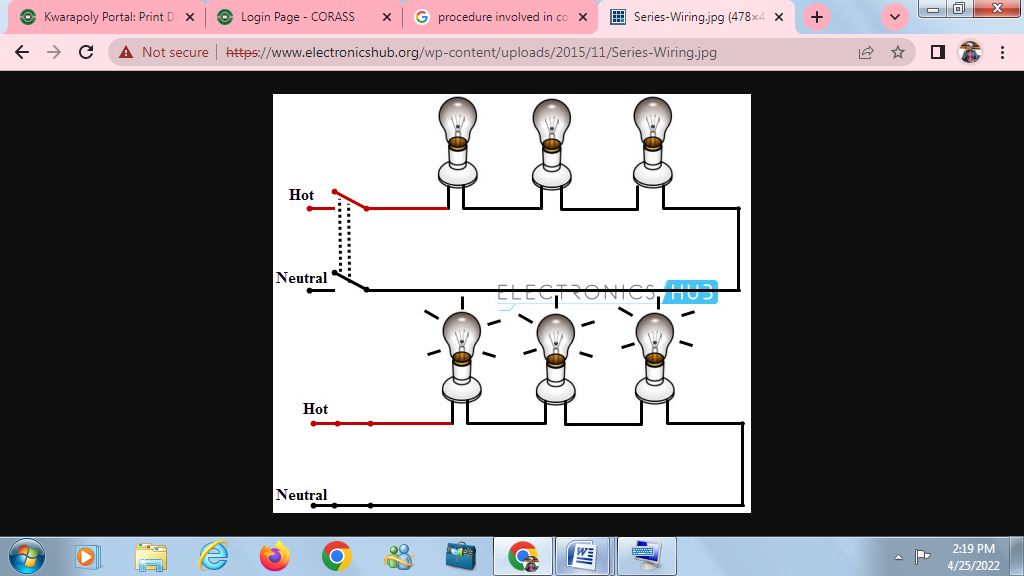 Kwarapoly Portal: Print D
Login Page - CORASS
procedure involved in co
Series-Wiring.jpg (478×4
Not secure
https://www.electronicshub.org/wp-content/uploads/2015/11/Series-Wiring.jpg
Hot
Neutral
ELECTRONICS HUB
Hot
Neutral
2:19 PM
4/25/2022